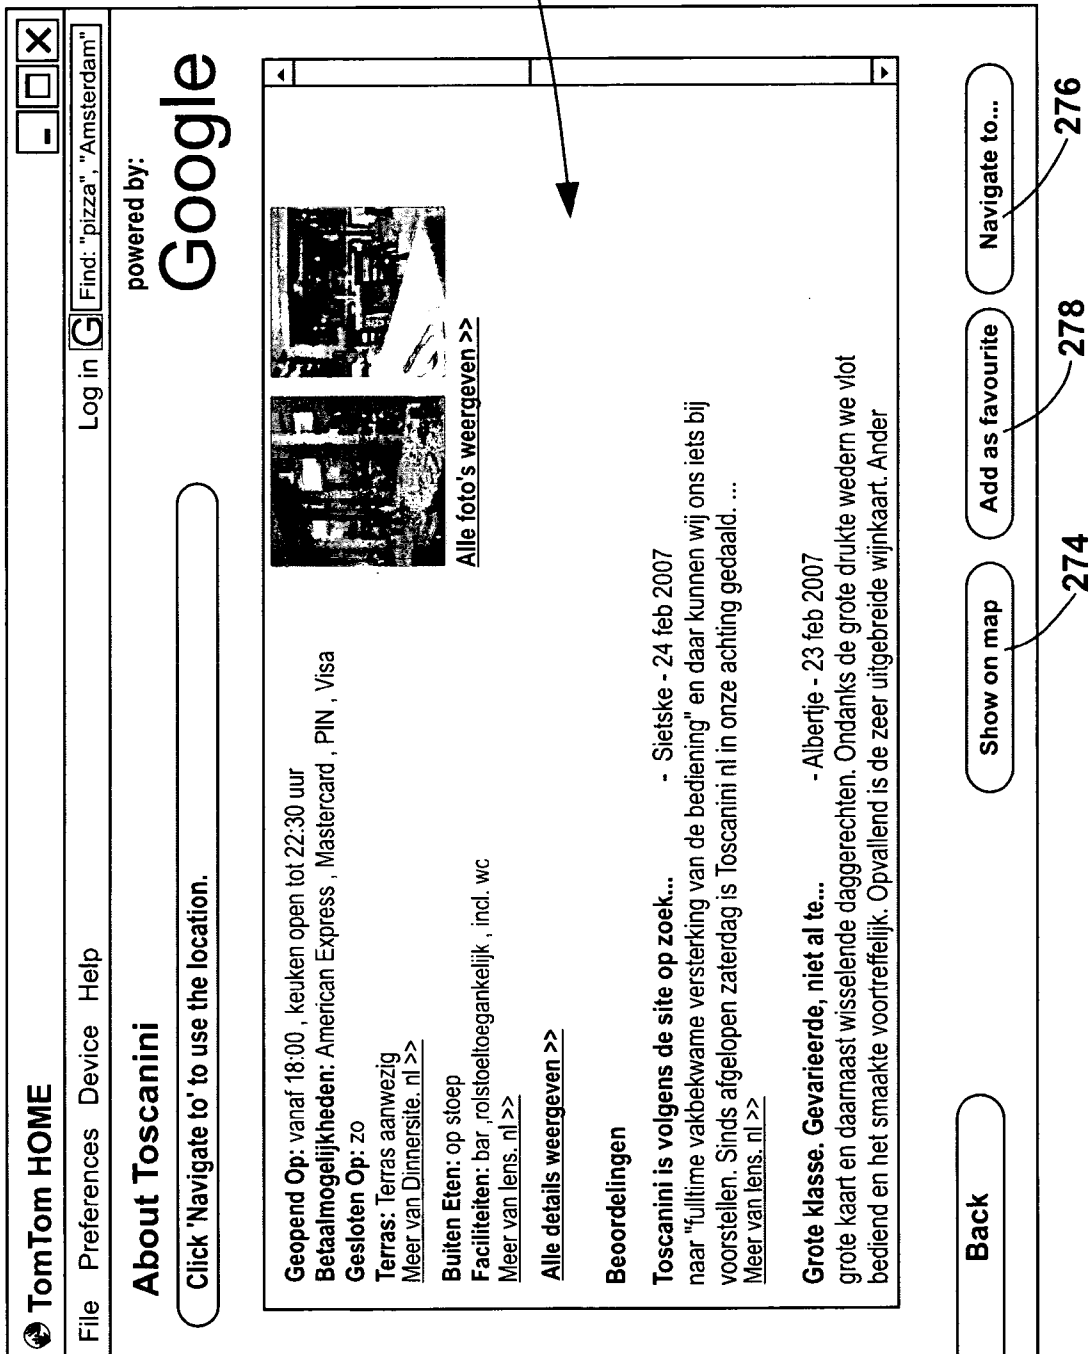 TomTom HOME
File Preferences Device Help
Log in G Find: "pizza", "Amsterdam"
About Toscanini
powered by:
Google
Click 'Navigate to' to use the location.
Geopend Op: vanaf 18:00 , keuken open tot 22:30 uur
Betaalmogelijkheden: American Express , Mastercard , PIN , Visa
Gesloten Op: zo
Terras: Terras aanwezig
Meer van Dinnersite. nl >>
Buiten Eten: op stoep
Faciliteiten: bar ,rolstoeltoegankelijk , incl. wc
Meer van Iens. nl >>
Alle details weergeven >>
Alle foto's weergeven >>
Beoordelingen
Toscanini is volgens de site op zoek... - Sietske - 24 feb 2007
naar "fulltime vakbekwame versterking van de bediening" en daar kunnen wij ons iets bij
voorstellen. Sinds afgelopen zaterdag is Toscanini nl in onze achting gedaald. ...
Meer van Iens. nl >>
Grote klasse. Gevarieerde, niet al te... - Albertje - 23 feb 2007
grote kaart en daarnaast wisselende daggerechten. Ondanks de grote drukte wedern we vlot
bediend en het smaakte voortreffelijk. Opvallend is de zeer uitgebreide wijnkaart. Ander
Back
Show on map
Add as favourite
Navigate to...
274
278
276